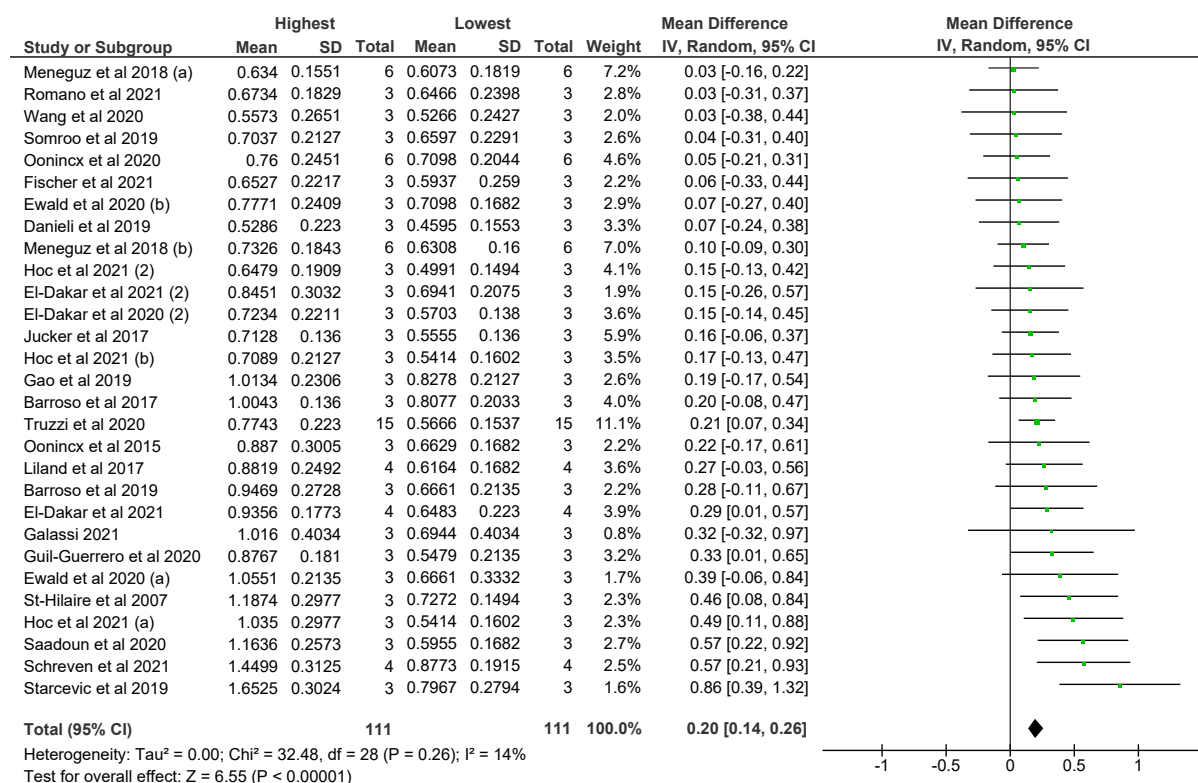 Highest Lowest Mean Difference Mean Difference
Study or Subgroup Mean SD Total Mean SD Total Weight IV, Random, 95% CI IV, Random, 95% CI
Meneguz et al 2018 (a) 0.634 0.1551 6 0.6073 0.1819 6 7.2% 0.03 [-0.16, 0.22]
Romano et al 2021 0.6734 0.1829 3 0.6466 0.2398 3 2.8% 0.03 [-0.31, 0.37]
Wang et al 2020 0.5573 0.2651 3 0.5266 0.2427 3 2.0% 0.03 [-0.38, 0.44]
Somroo et al 2019 0.7037 0.2127 3 0.6597 0.2291 3 2.6% 0.04 [-0.31, 0.40]
Oonincx et al 2020 0.76 0.2451 6 0.7098 0.2044 6 4.6% 0.05 [-0.21, 0.31]
Fischer et al 2021 0.6527 0.2217 3 0.5937 0.259 3 2.2% 0.06 [-0.33, 0.44]
Ewald et al 2020 (b) 0.7771 0.2409 3 0.7098 0.1682 3 2.9% 0.07 [-0.27, 0.40]
Danieli et al 2019 0.5286 0.223 3 0.4595 0.1553 3 3.3% 0.07 [-0.24, 0.38]
Meneguz et al 2018 (b) 0.7326 0.1843 6 0.6308 0.16 6 7.0% 0.10 [-0.09, 0.30]
Hoc et al 2021 (2) 0.6479 0.1909 3 0.4991 0.1494 3 4.1% 0.15 [-0.13, 0.42]
El-Dakar et al 2021 (2) 0.8451 0.3032 3 0.6941 0.2075 3 1.9% 0.15 [-0.26, 0.57]
El-Dakar et al 2020 (2) 0.7234 0.2211 3 0.5703 0.138 3 3.6% 0.15 [-0.14, 0.45]
Jucker et al 2017 0.7128 0.136 3 0.5555 0.136 3 5.9% 0.16 [-0.06, 0.37]
Hoc et al 2021 (b) 0.7089 0.2127 3 0.5414 0.1602 3 3.5% 0.17 [-0.13, 0.47]
Gao et al 2019 1.0134 0.2306 3 0.8278 0.2127 3 2.6% 0.19 [-0.17, 0.54]
Barroso et al 2017 1.0043 0.136 3 0.8077 0.2033 3 4.0% 0.20 [-0.08, 0.47]
Truzzi et al 2020 0.7743 0.223 15 0.5666 0.1537 15 11.1% 0.21 [0.07, 0.34]
Oonincx et al 2015 0.887 0.3005 3 0.6629 0.1682 3 2.2% 0.22 [-0.17, 0.61]
Liland et al 2017 0.8819 0.2492 4 0.6164 0.1682 4 3.6% 0.27 [-0.03, 0.56]
Barroso et al 2019 0.9469 0.2728 3 0.6661 0.2135 3 2.2% 0.28 [-0.11, 0.67]
El-Dakar et al 2021 0.9356 0.1773 4 0.6483 0.223 4 3.9% 0.29 [0.01, 0.57]
Galassi 2021 1.016 0.4034 3 0.6944 0.4034 3 0.8% 0.32 [-0.32, 0.97]
Guil-Guerrero et al 2020 0.8767 0.181 3 0.5479 0.2135 3 3.2% 0.33 [0.01, 0.65]
Ewald et al 2020 (a) 1.0551 0.2135 3 0.6661 0.3332 3 1.7% 0.39 [-0.06, 0.84]
St-Hilaire et al 2007 1.1874 0.2977 3 0.7272 0.1494 3 2.3% 0.46 [0.08, 0.84]
Hoc et al 2021 (a) 1.035 0.2977 3 0.5414 0.1602 3 2.3% 0.49 [0.11, 0.88]
Saadoun et al 2020 1.1636 0.2573 3 0.5955 0.1682 3 2.7% 0.57 [0.22, 0.92]
Schreven et al 2021 1.4499 0.3125 4 0.8773 0.1915 4 2.5% 0.57 [0.21, 0.93]
Starcevic et al 2019 1.6525 0.3024 3 0.7967 0.2794 3 1.6% 0.86 [0.39, 1.32]
Total (95% CI) 111 111 100.0% 0.20 [0.14, 0.26]
Heterogeneity: Tau² = 0.00; Chi² = 32.48, df = 28 (P = 0.26); I² = 14%
Test for overall effect: Z = 6.55 (P < 0.00001)
-1 -0.5 0 0.5 1